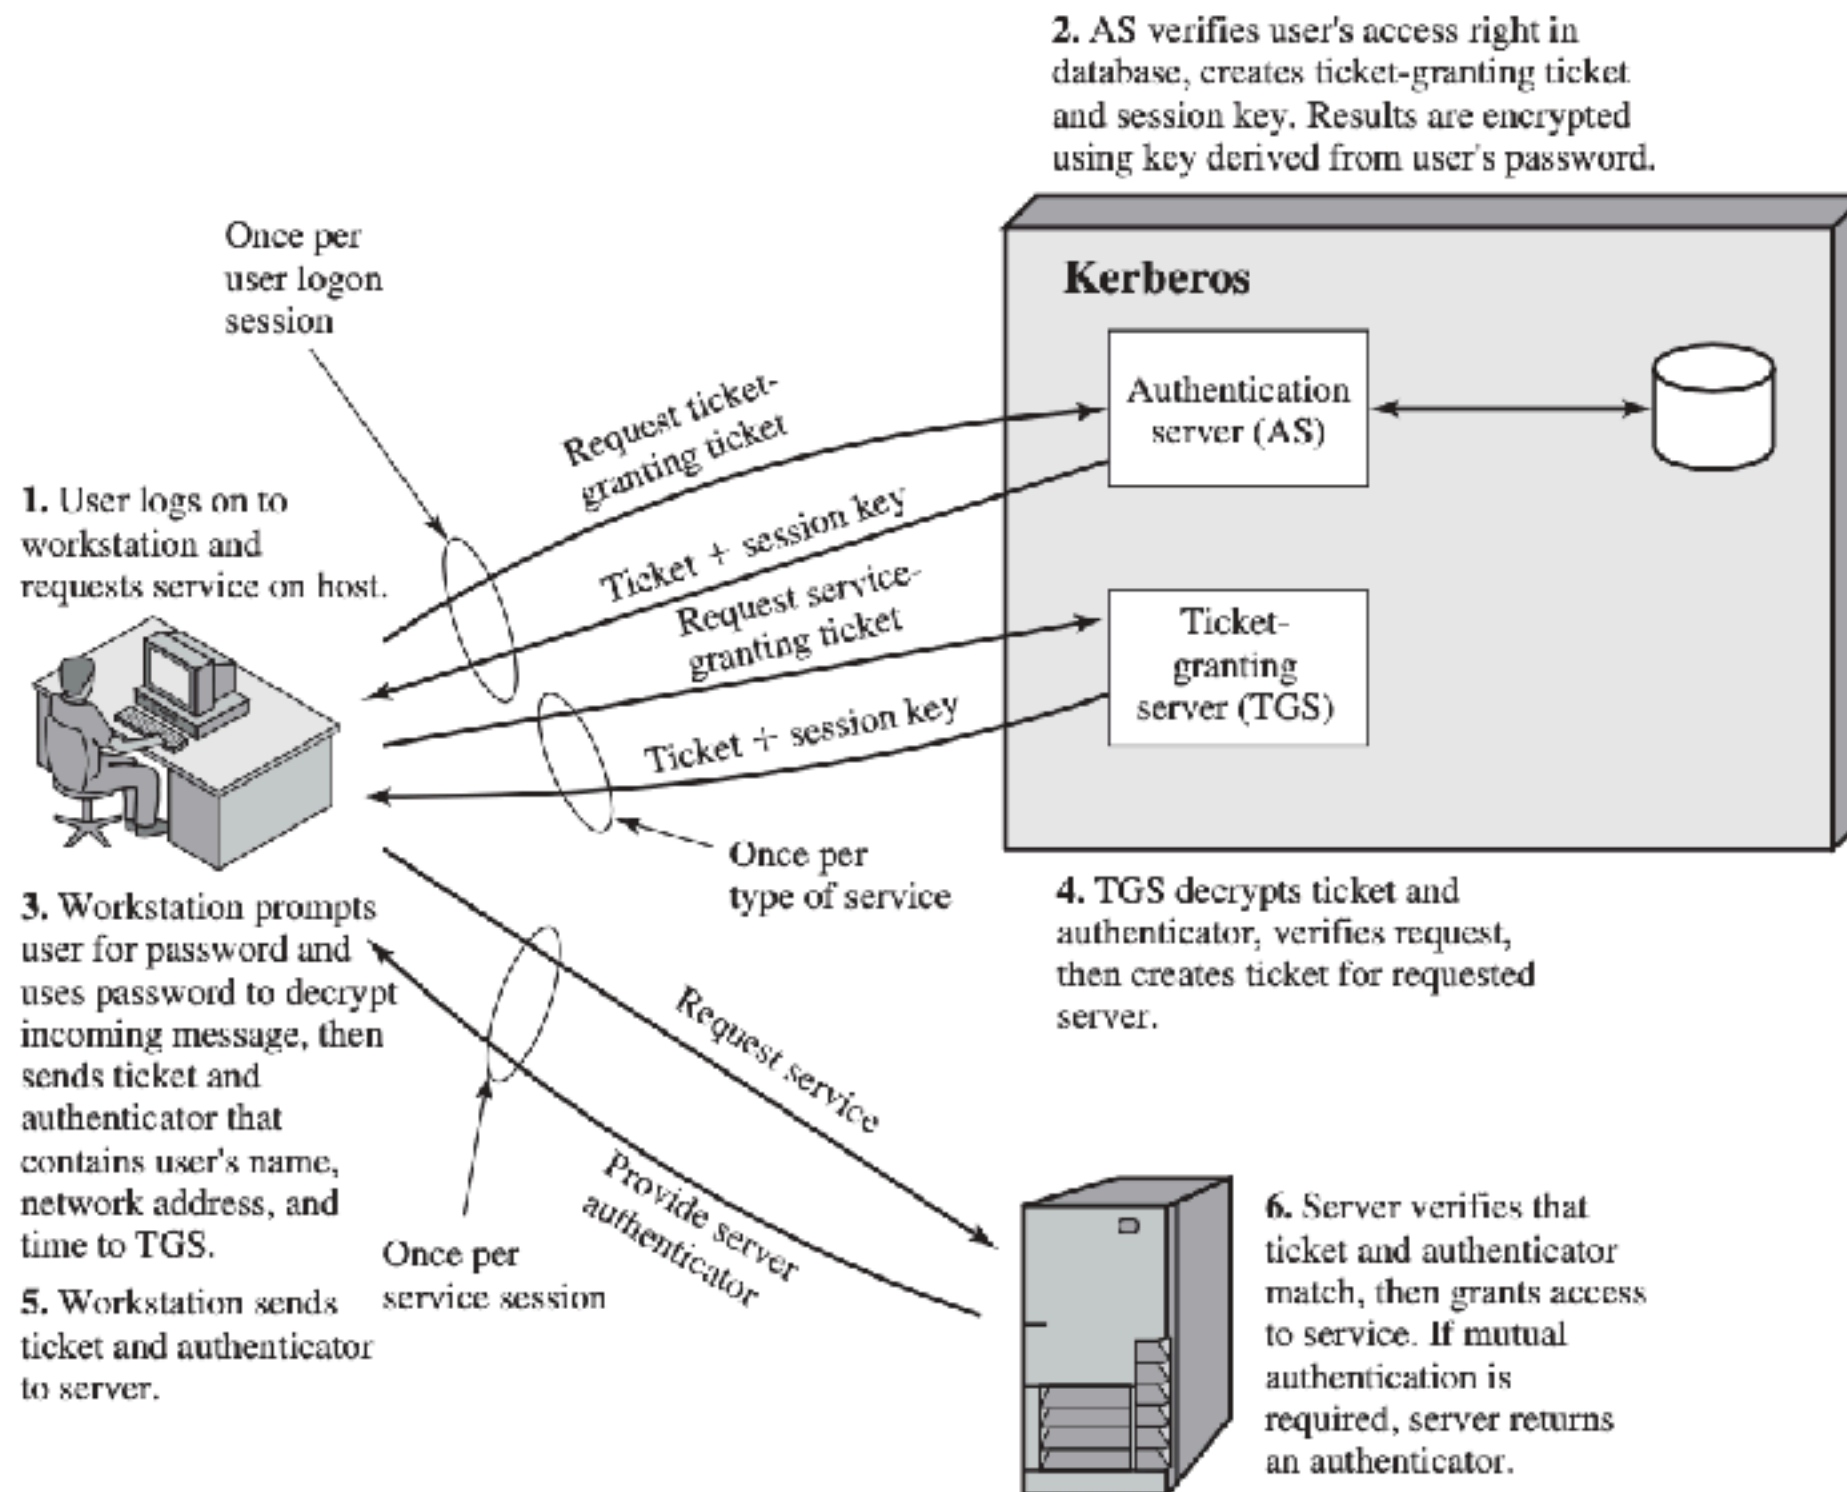 2. AS verifies user's access right in
database, creates ticket-granting ticket
and session key. Results are encrypted
using key derived from user's password.
Once per
user logon
session
Kerberos
Authentication
server (AS)
Request ticket-
granting ticket
1. User logs on to
workstation and
requests service on host.
Ticket + session key
Request service-
granting ticket
Ticket-
granting
server (TGS)
Ticket + session key
Once per
type of service
3. Workstation prompts
user for password and
uses password to decrypt
incoming message, then
sends ticket and
authenticator that
contains user's name,
network address, and
time to TGS.
4. TGS decrypts ticket and
authenticator, verifies request,
then creates ticket for requested
server.
Request service
Provide server
authenticator
Once per
service session
5. Workstation sends
ticket and authenticator
to server.
6. Server verifies that
ticket and authenticator
match, then grants access
to service. If mutual
authentication is
required, server returns
an authenticator.